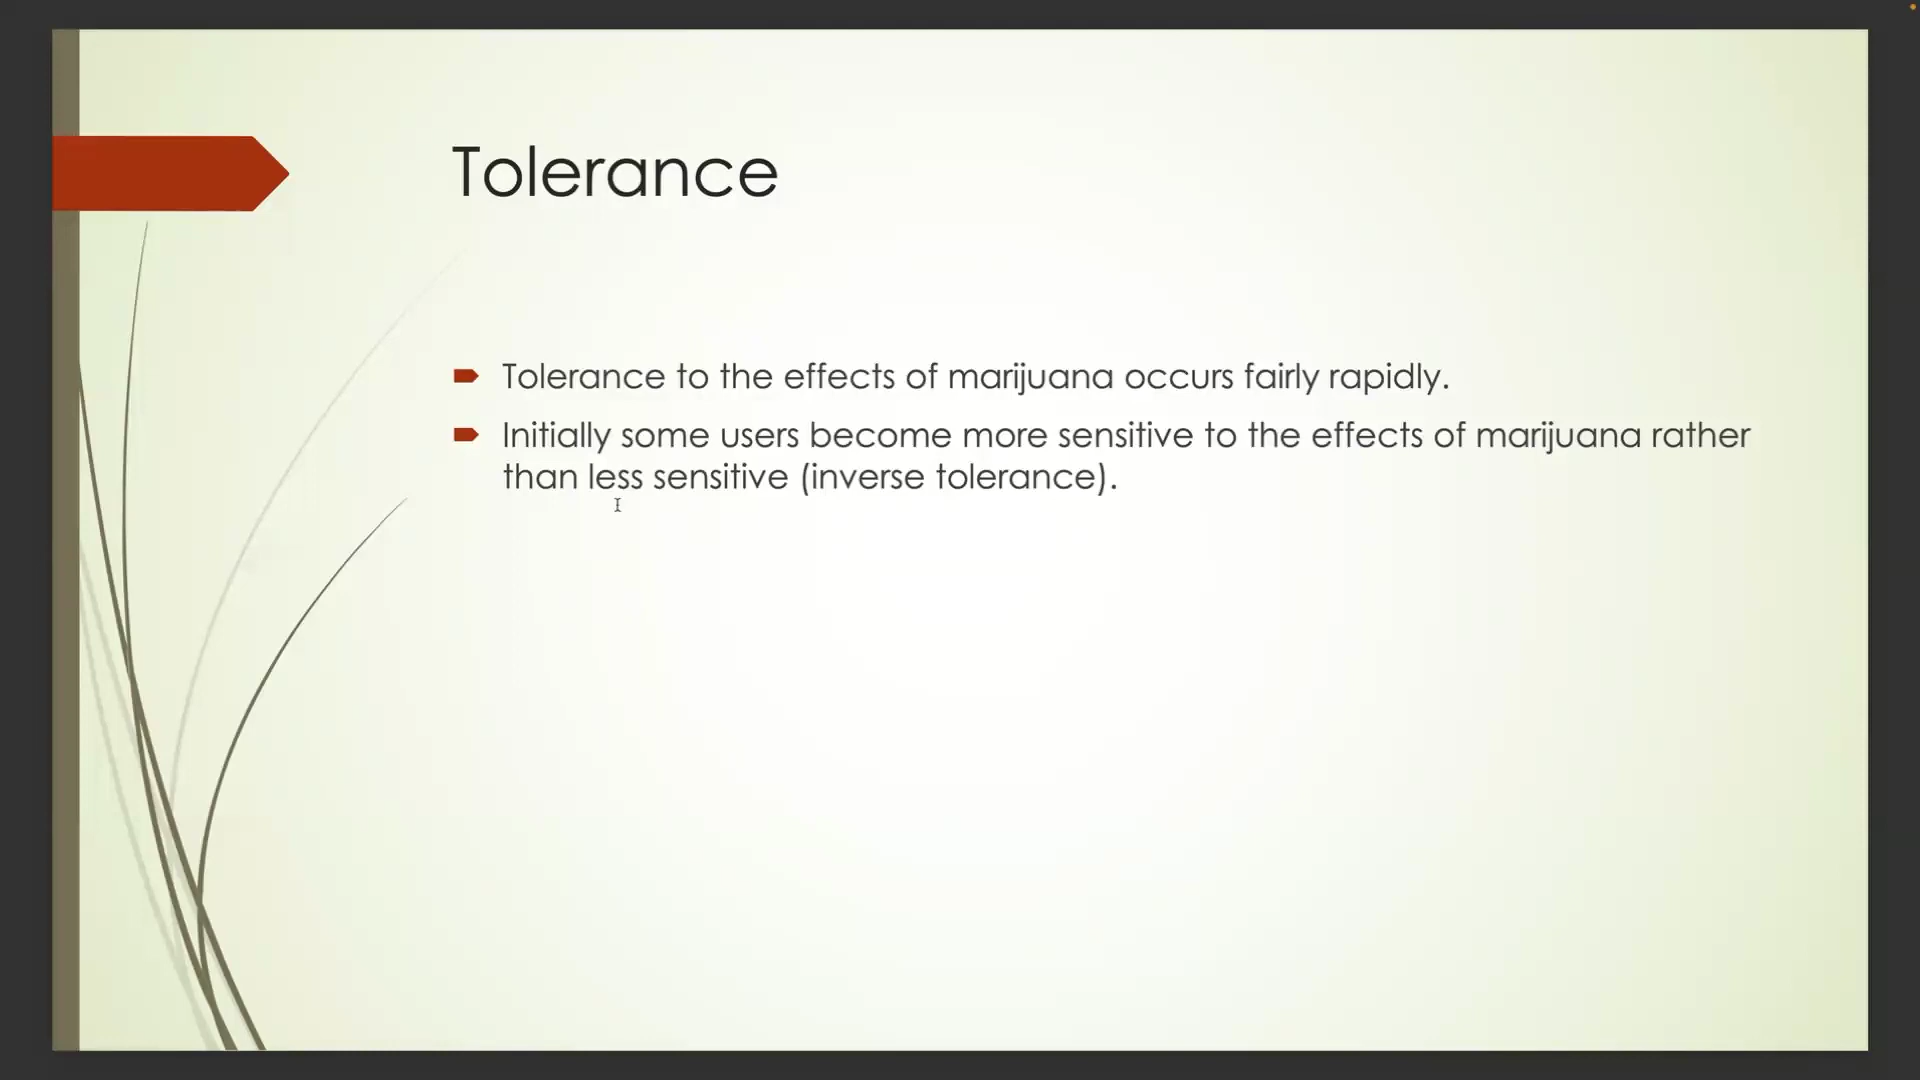 Tolerance
Tolerance to the effects of marijuana occurs fairly rapidly.
Initially some users become more sensitive to the effects of marijuana rather
than less sensitive (inverse tolerance).